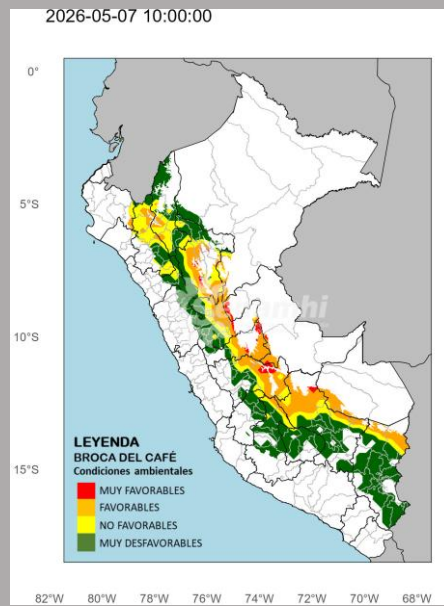 2026-05-07 10:00:00
0°
5°S
10°S
15°S
senamhi
LEYENDA
BROCA DEL CAFÉ
Condiciones ambientales
MUY FAVORABLES
FAVORABLES
NO FAVORABLES
MUY DESFAVORABLES
82°W 80°W 78°W 76°W 74°W 72°W 70°W 68°W